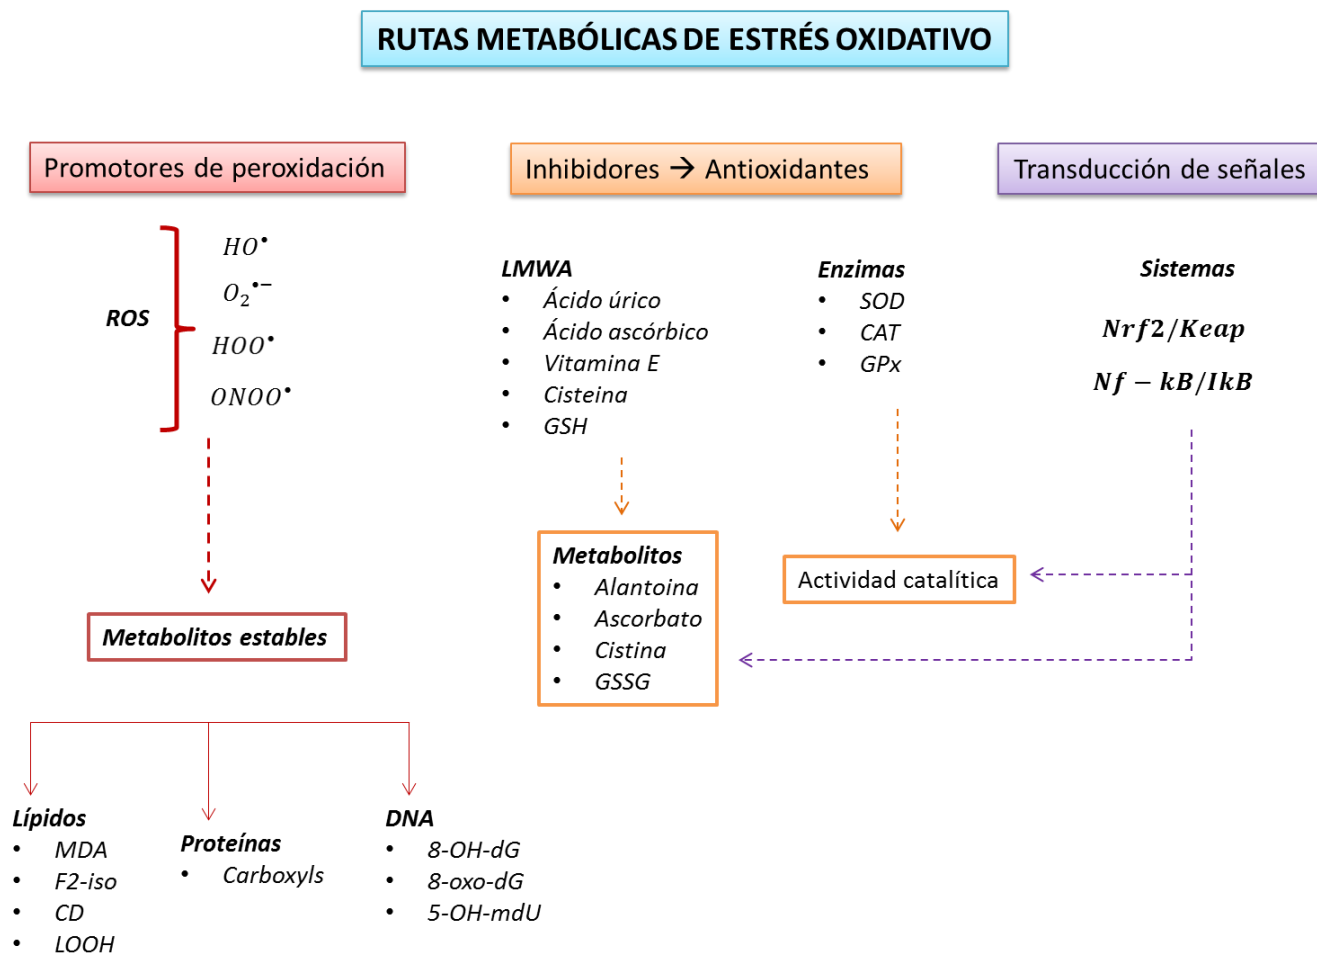 RUTAS METABÓLICAS DE ESTRÉS OXIDATIVO
Promotores de peroxidación
ROS
HO•
O₂•−
HOO•
ONOO•
Metabolitos estables
Lípidos
• MDA
• F2-iso
• CD
• LOOH
Proteínas
• Carboxyls
DNA
• 8-OH-dG
• 8-oxo-dG
• 5-OH-mdU
Inhibidores → Antioxidantes
LMWA
• Ácido úrico
• Ácido ascórbico
• Vitamina E
• Cisteina
• GSH
Metabolitos
• Alantoina
• Ascorbato
• Cistina
• GSSG
Enzimas
• SOD
• CAT
• GPx
Actividad catalítica
Transducción de señales
Sistemas
Nrf2/Keap
Nf − kB/IkB